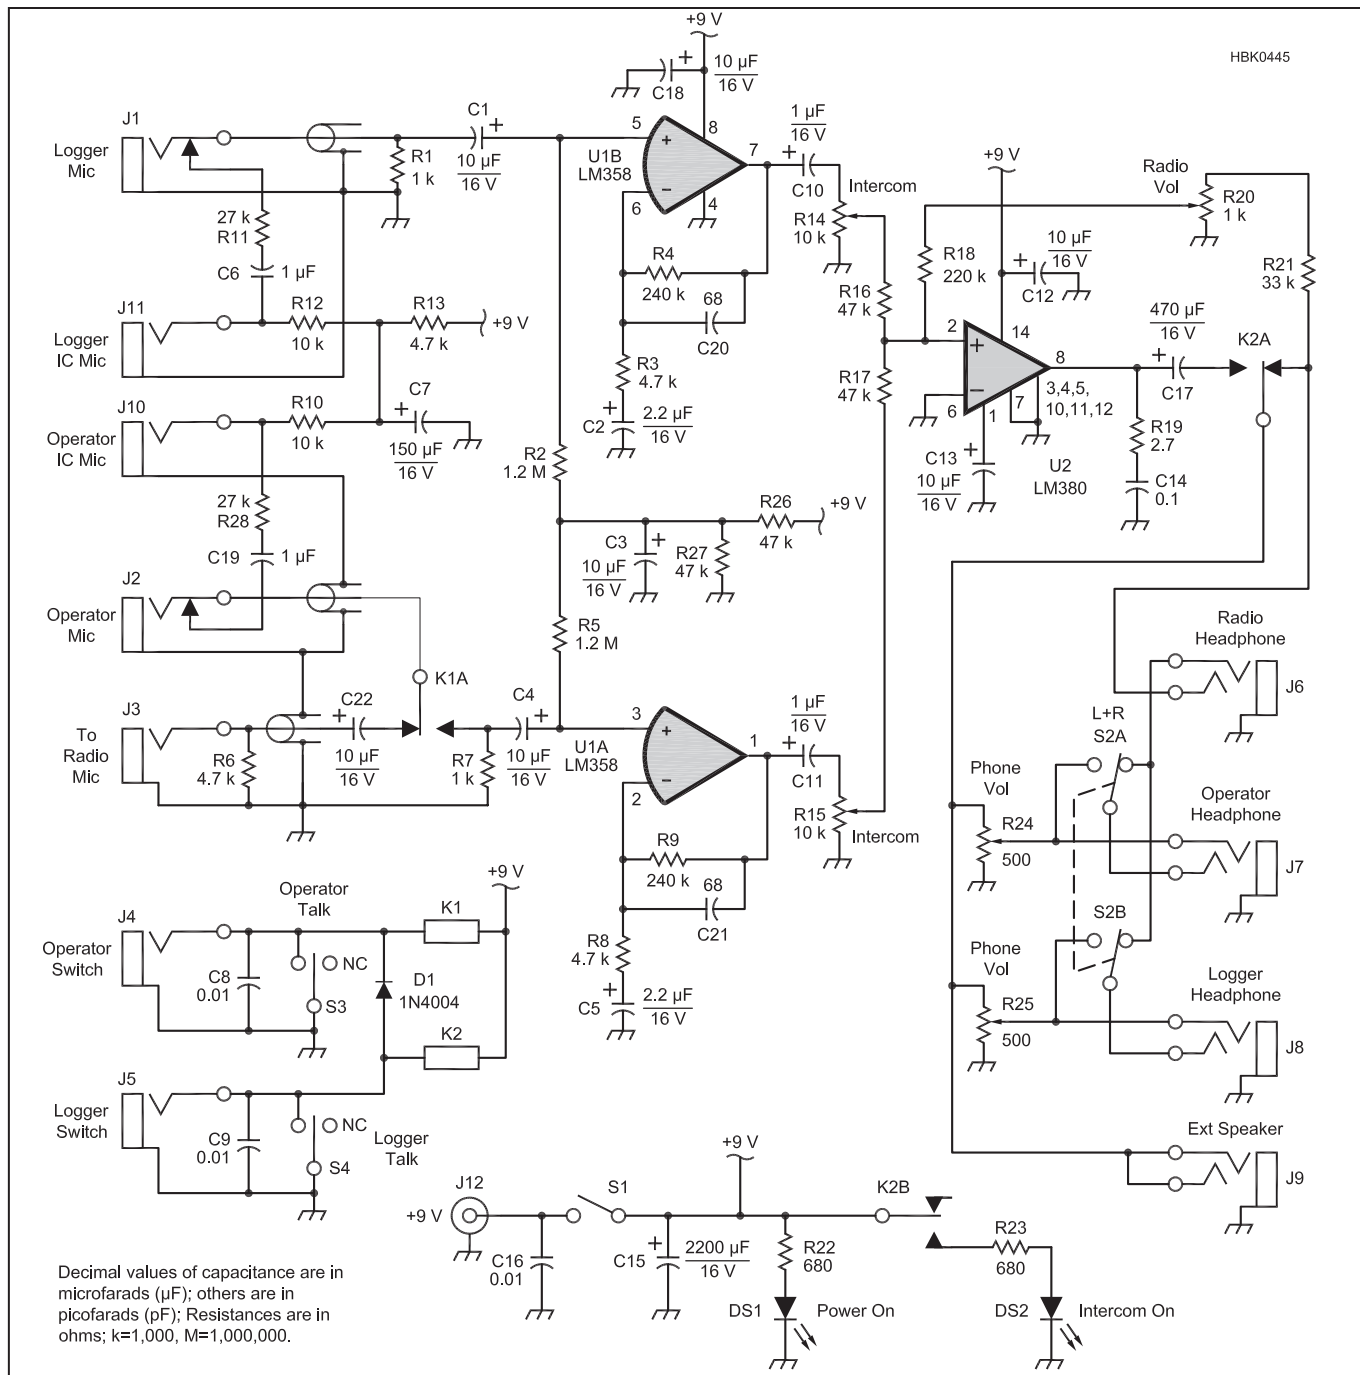 HBK0445
+9 V
10 µF
16 V
C18
J1
Logger
Mic
C1
10 µF
16 V
R1
1 k
5
8
U1B
LM358
+
−
7
6
4
1 µF
16 V
C10
Intercom
R14
10 k
27 k
R11
C6
1 µF
R4
240 k
68
C20
R3
4.7 k
C2
2.2 µF
16 V
+9 V
Radio
Vol
R20
1 k
R18
220 k
10 µF
16 V
C12
R21
33 k
R16
47 k
R17
47 k
J11
Logger
IC Mic
R12
10 k
R13
4.7 k
+9 V
J10
Operator
IC Mic
R10
10 k
C7
150 µF
16 V
2
14
8
6
1
7
3,4,5,
10,11,12
U2
LM380
470 µF
16 V
C17
K2A
R19
2.7
C14
0.1
C13
10 µF
16 V
27 k
R28
C19
1 µF
R2
1.2 M
R26
47 k
+9 V
C3
10 µF
16 V
R27
47 k
J2
Operator
Mic
R5
1.2 M
K1A
J3
To
Radio
Mic
R6
4.7 k
C22
10 µF
16 V
R7
1 k
C4
10 µF
16 V
3
U1A
LM358
+
−
1
2
1 µF
16 V
C11
R15
10 k
Intercom
R9
240 k
68
C21
R8
4.7 k
C5
2.2 µF
16 V
Radio
Headphone
J6
L+R
S2A
Phone
Vol
R24
500
Operator
Headphone
J7
S2B
Phone
Vol
R25
500
Logger
Headphone
J8
Ext Speaker
J9
J4
Operator
Switch
C8
0.01
Operator
Talk
NC
S3
D1
1N4004
K1
+9 V
K2
J5
Logger
Switch
C9
0.01
NC
S4
Logger
Talk
J12
+9 V
C16
0.01
S1
C15
2200 µF
16 V
+9 V
R22
680
DS1
Power On
K2B
R23
680
DS2
Intercom On
Decimal values of capacitance are in
microfarads (µF); others are in
picofarads (pF); Resistances are in
ohms; k=1,000, M=1,000,000.